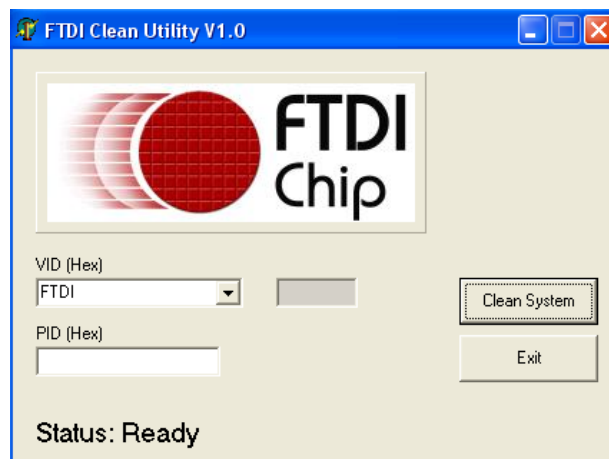 FTDI Clean Utility V1.0
FTDI
Chip
VID (Hex)
FTDI
Clean System
PID (Hex)
Exit
Status: Ready